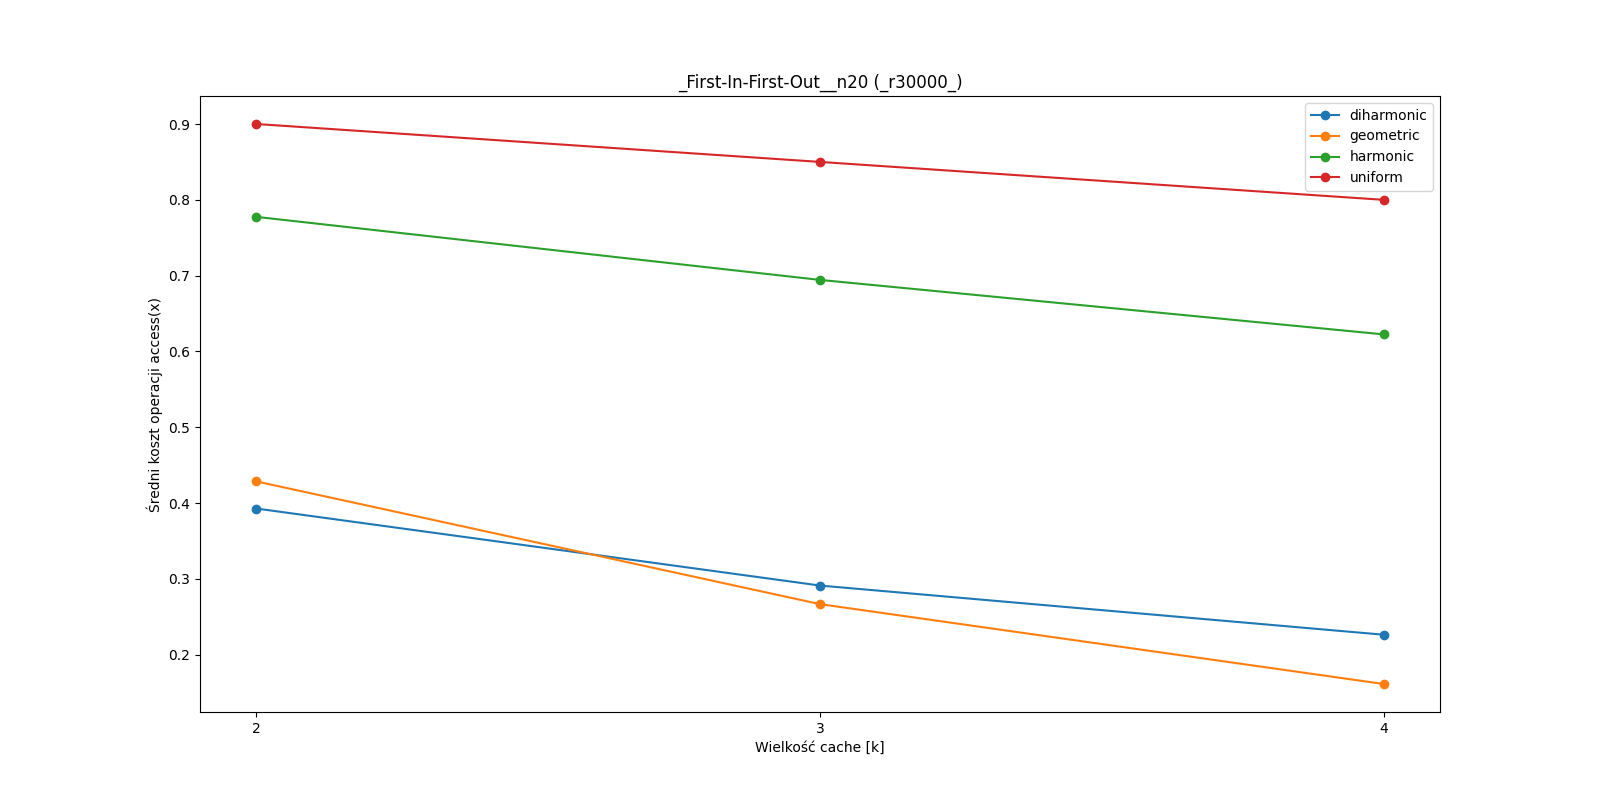 _First-In-First-Out__n20 (_r30000_)
diharmonic
geometric
harmonic
uniform
0.9
0.8
0.7
0.6
0.5
0.4
0.3
0.2
Średni koszt operacji access(x)
2 3 4
Wielkość cache [k]